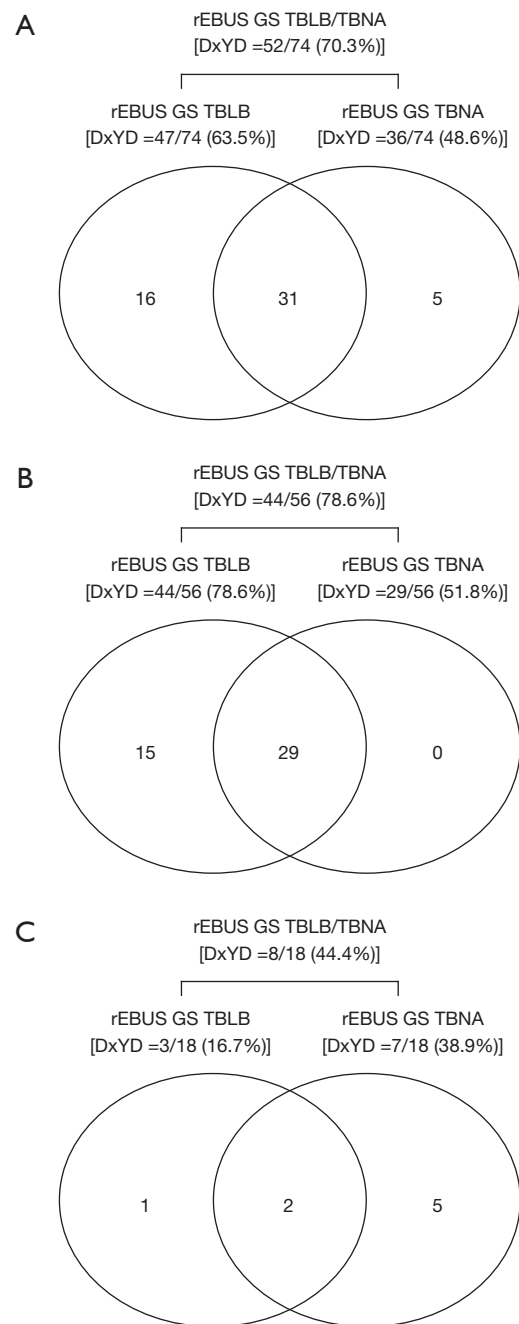 A
rEBUS GS TBLB/TBNA
[DxYD =52/74 (70.3%)]
rEBUS GS TBLB
[DxYD =47/74 (63.5%)]
rEBUS GS TBNA
[DxYD =36/74 (48.6%)]
16
31
5
B
rEBUS GS TBLB/TBNA
[DxYD =44/56 (78.6%)]
rEBUS GS TBLB
[DxYD =44/56 (78.6%)]
rEBUS GS TBNA
[DxYD =29/56 (51.8%)]
15
29
0
C
rEBUS GS TBLB/TBNA
[DxYD =8/18 (44.4%)]
rEBUS GS TBLB
[DxYD =3/18 (16.7%)]
rEBUS GS TBNA
[DxYD =7/18 (38.9%)]
1
2
5